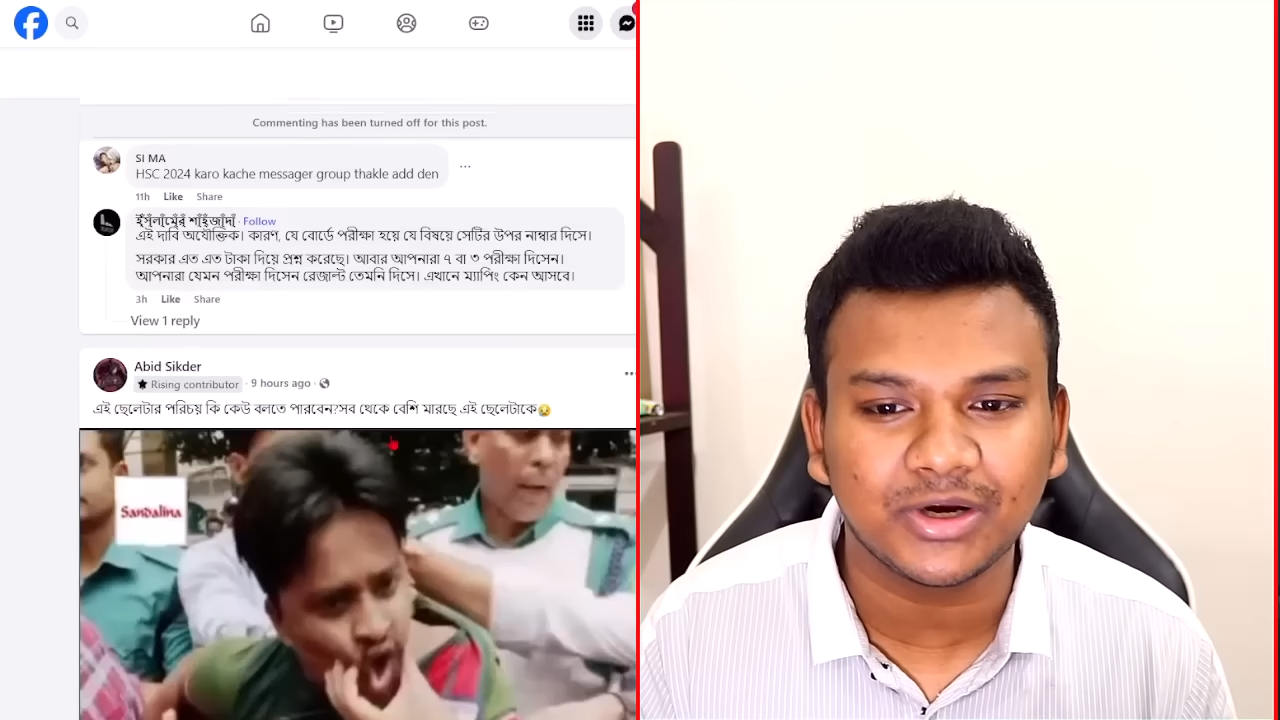 Commenting has been turned off for this post.
SI MA
HSC 2024 karo kache messager group thakle add den
11h Like Share
ইঁসঁলাঁমেঁরঁ শাঁহঁজাঁদাঁ · Follow
এই দাবি অযৌক্তিক। কারণ, যে বোর্ডে পরীক্ষা হয়ে যে বিষয়ে সেটির উপর নাম্বার দিসে।
সরকার এত এত টাকা দিয়ে প্রশ্ন করেছে। আবার আপনারা ৭ বা ৩ পরীক্ষা দিসেন।
আপনারা যেমন পরীক্ষা দিসেন রেজাল্ট তেমনি দিসে। এখানে ম্যাপিং কেন আসবে।
3h Like Share
View 1 reply
Abid Sikder
Rising contributor · 9 hours ago ·
এই ছেলেটার পরিচয় কি কেউ বলতে পারবেন?সব থেকে বেশি মারছে এই ছেলেটাকে😥
Sandalina